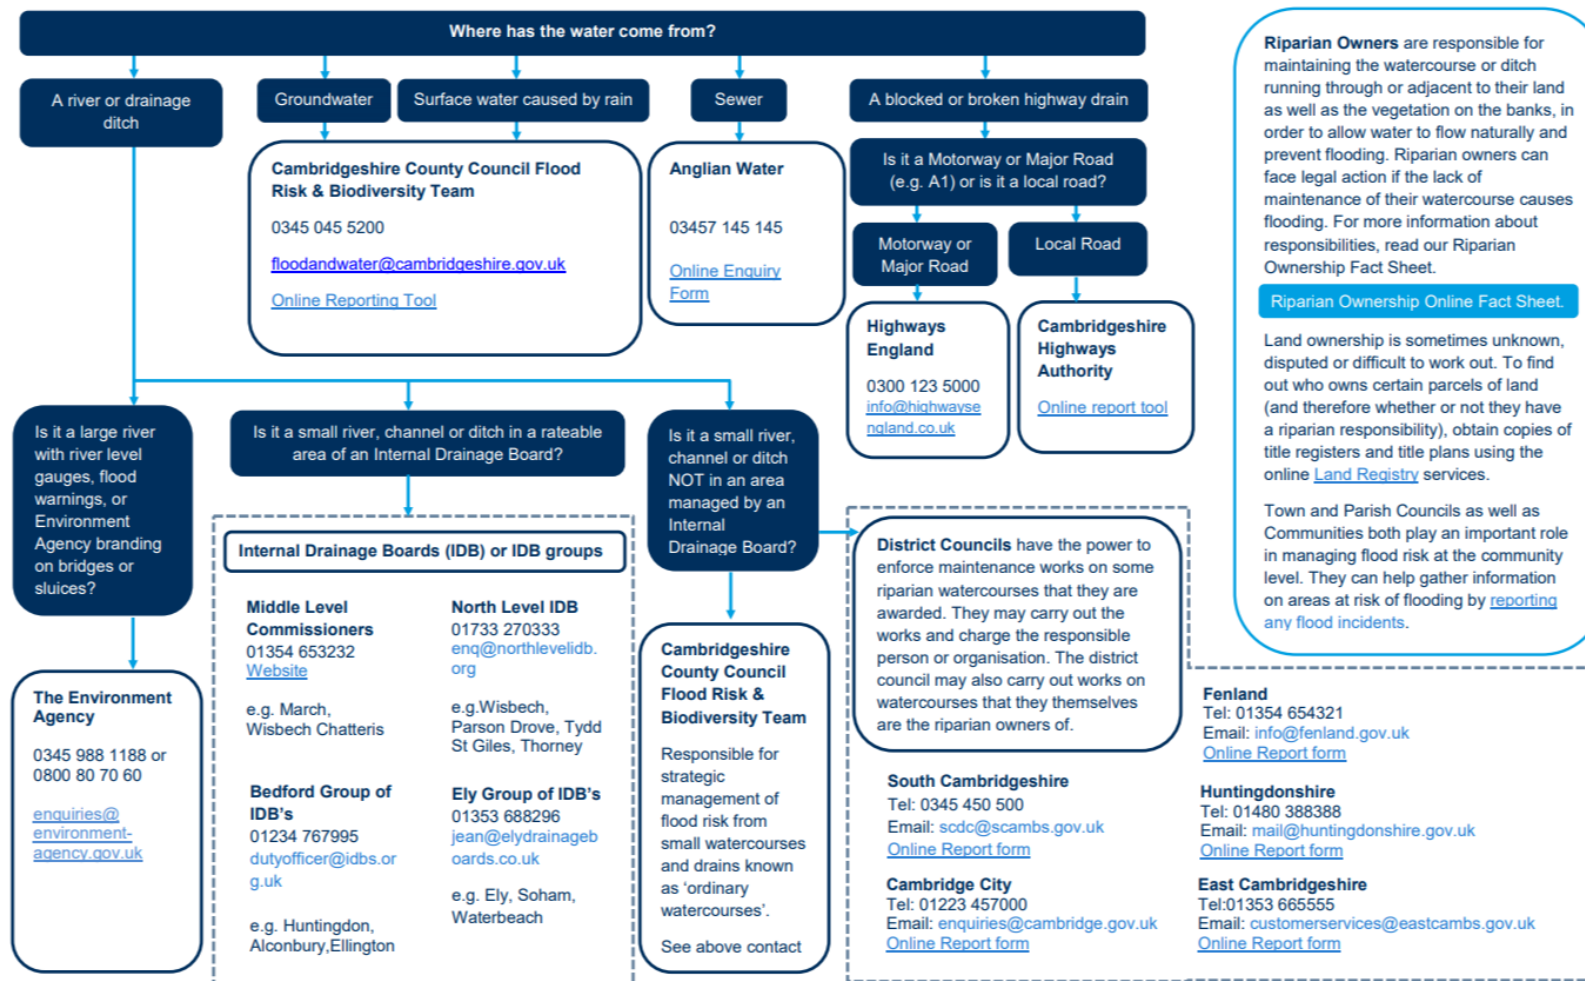 Where has the water come from?
A river or drainage
ditch
Groundwater
Surface water caused by rain
Sewer
A blocked or broken highway drain
Cambridgeshire County Council Flood
Risk & Biodiversity Team
0345 045 5200
floodandwater@cambridgeshire.gov.uk
Online Reporting Tool
Anglian Water
03457 145 145
Online Enquiry
Form
Is it a Motorway or Major Road
(e.g. A1) or is it a local road?
Motorway or
Major Road
Local Road
Highways
England
0300 123 5000
info@highwayse
ngland.co.uk
Cambridgeshire
Highways
Authority
Online report tool
Is it a large river
with river level
gauges, flood
warnings, or
Environment
Agency branding
on bridges or
sluices?
The Environment
Agency
0345 988 1188 or
0800 80 70 60
enquiries@
environment-
agency.gov.uk
Is it a small river, channel or ditch in a rateable
area of an Internal Drainage Board?
Internal Drainage Boards (IDB) or IDB groups
Middle Level
Commissioners
01354 653232
Website
e.g. March,
Wisbech Chatteris
North Level IDB
01733 270333
enq@northlevelidb.
org
e.g.Wisbech,
Parson Drove, Tydd
St Giles, Thorney
Bedford Group of
IDB's
01234 767995
dutyofficer@idbs.or
g.uk
e.g. Huntingdon,
Alconbury,Ellington
Ely Group of IDB's
01353 688296
jean@elydrainageb
oards.co.uk
e.g. Ely, Soham,
Waterbeach
Is it a small river,
channel or ditch
NOT in an area
managed by an
Internal
Drainage Board?
Cambridgeshire
County Council
Flood Risk &
Biodiversity Team
Responsible for
strategic
management of
flood risk from
small watercourses
and drains known
as 'ordinary
watercourses'.
See above contact
District Councils have the power to
enforce maintenance works on some
riparian watercourses that they are
awarded. They may carry out the
works and charge the responsible
person or organisation. The district
council may also carry out works on
watercourses that they themselves
are the riparian owners of.
South Cambridgeshire
Tel: 0345 450 500
Email: scdc@scambs.gov.uk
Online Report form
Cambridge City
Tel: 01223 457000
Email: enquiries@cambridge.gov.uk
Online Report form
Fenland
Tel: 01354 654321
Email: info@fenland.gov.uk
Online Report form
Huntingdonshire
Tel: 01480 388388
Email: mail@huntingdonshire.gov.uk
Online Report form
East Cambridgeshire
Tel:01353 665555
Email: customerservices@eastcambs.gov.uk
Online Report form
Riparian Owners are responsible for
maintaining the watercourse or ditch
running through or adjacent to their land
as well as the vegetation on the banks, in
order to allow water to flow naturally and
prevent flooding. Riparian owners can
face legal action if the lack of
maintenance of their watercourse causes
flooding. For more information about
responsibilities, read our Riparian
Ownership Fact Sheet.
Riparian Ownership Online Fact Sheet.
Land ownership is sometimes unknown,
disputed or difficult to work out. To find
out who owns certain parcels of land
(and therefore whether or not they have
a riparian responsibility), obtain copies of
title registers and title plans using the
online Land Registry services.
Town and Parish Councils as well as
Communities both play an important role
in managing flood risk at the community
level. They can help gather information
on areas at risk of flooding by reporting
any flood incidents.